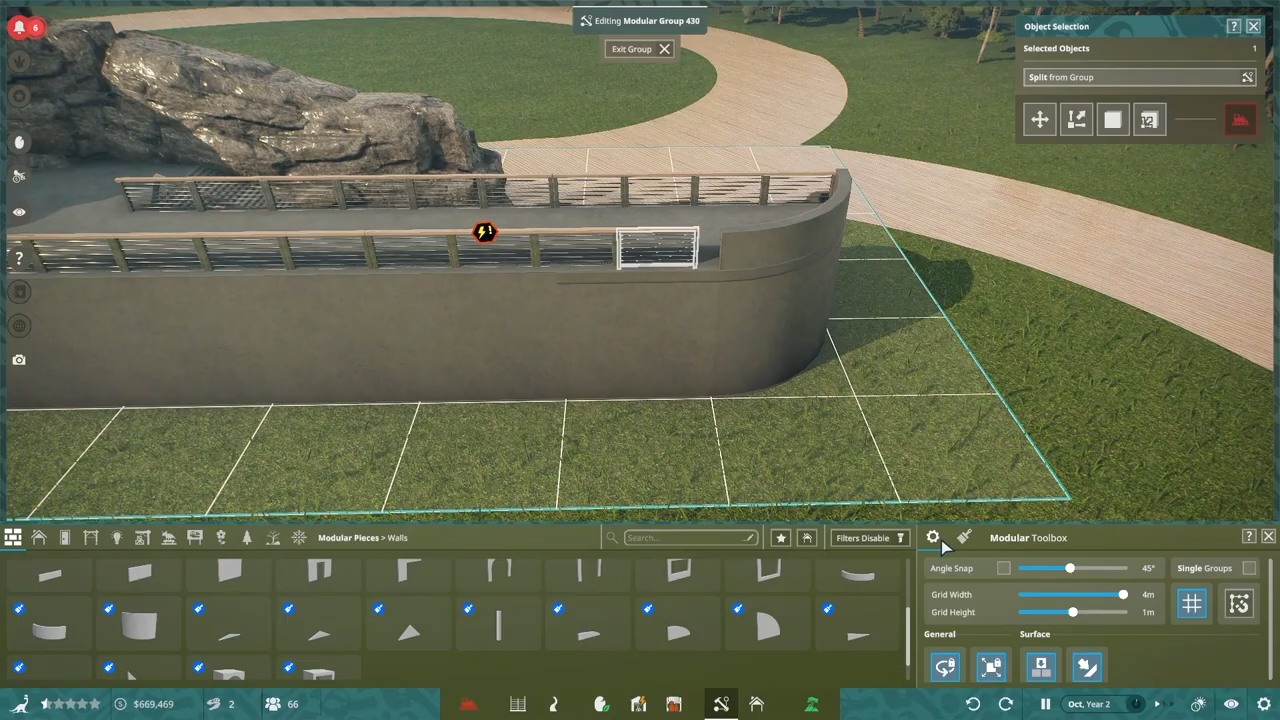 6
Editing Modular Group 430
Exit Group
Object Selection
?
Selected Objects
1
Split from Group
?
Modular Pieces > Walls
Search...
Filters Disable
Modular Toolbox
?
Angle Snap
45°
Single Groups
Grid Width
4m
Grid Height
1m
General
Surface
$669,469
2
66
Oct, Year 2